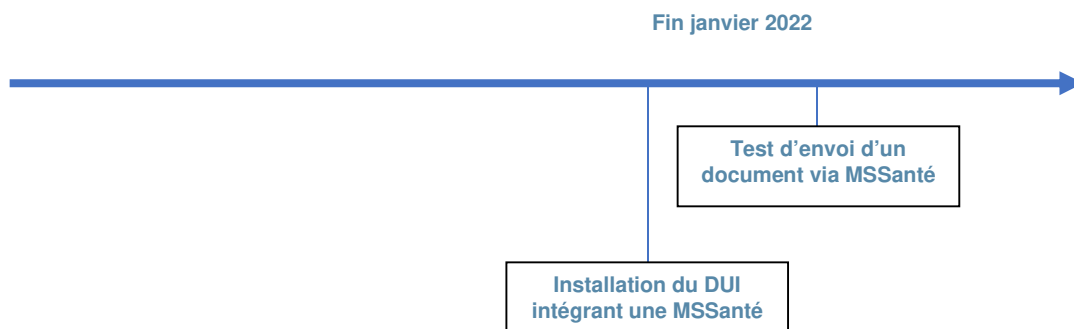 Fin janvier 2022
Test d’envoi d’un
document via MSSanté
Installation du DUI
intégrant une MSSanté